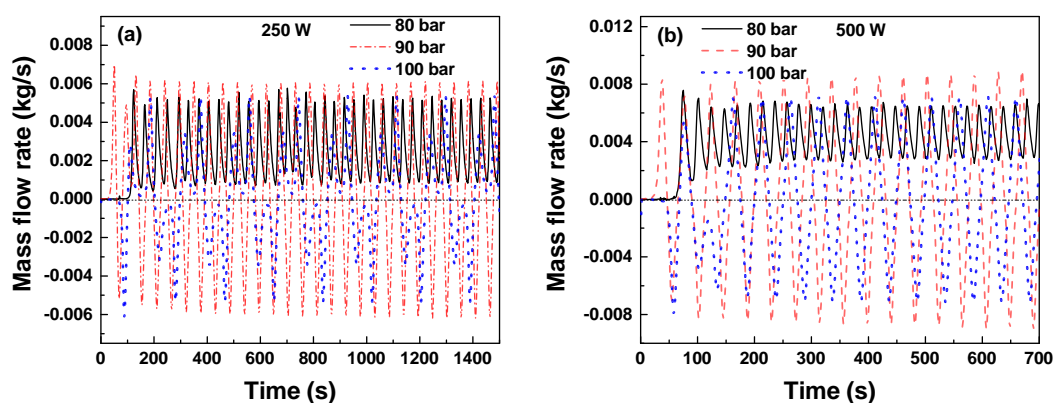 (a)
250 W
80 bar
90 bar
100 bar
0.009
0.006
0.004
0.002
0.000
-0.002
-0.004
-0.006
Mass flow rate (kg/s)
0 200 400 600 800 1000 1200 1400
Time (s)
(b)
500 W
80 bar
90 bar
100 bar
0.012
0.008
0.004
0.000
-0.004
-0.008
Mass flow rate (kg/s)
0 100 200 300 400 500 600 700
Time (s)